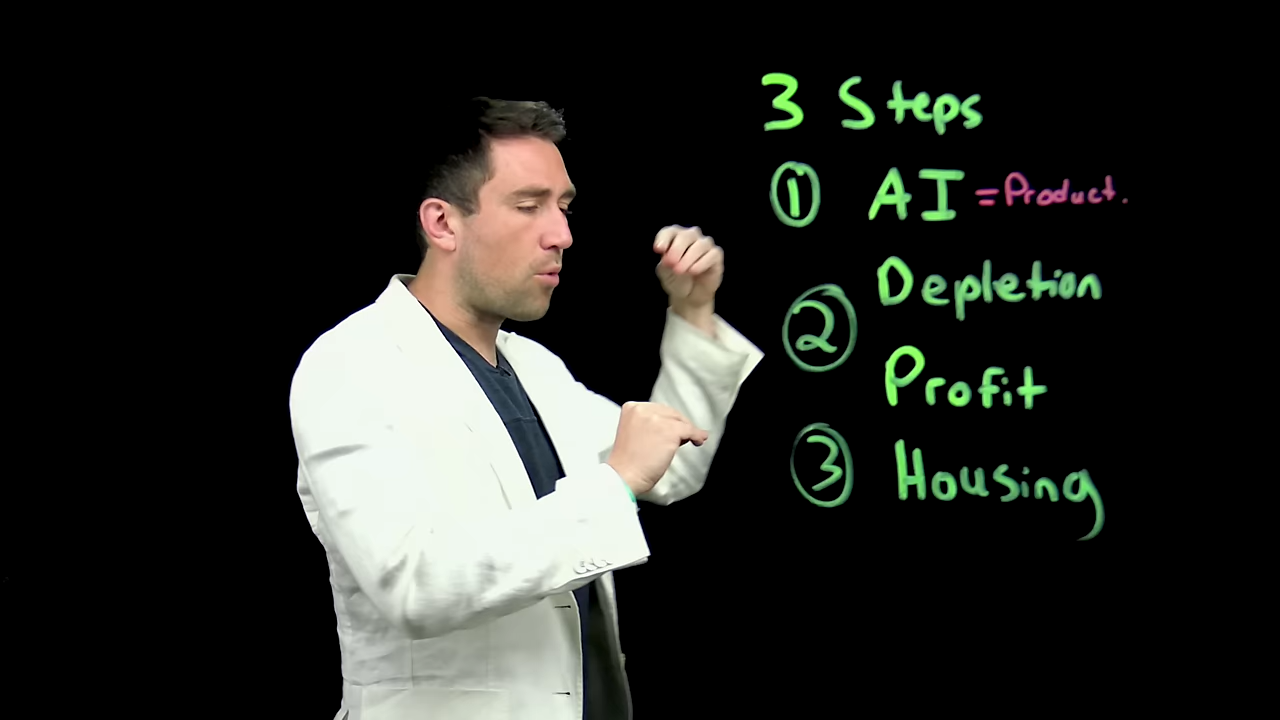 3 Steps
① AI = Product.
② Depletion
Profit
③ Housing